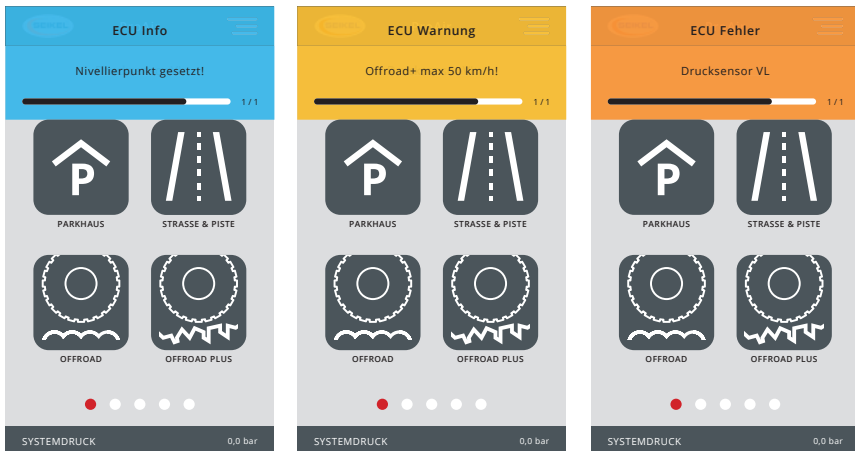 ECU Info
Nivellierpunkt gesetzt!
1 / 1
P
PARKHAUS
STRASSE & PISTE
OFFROAD
OFFROAD PLUS
SYSTEMDRUCK
0,0 bar
ECU Warnung
Offroad+ max 50 km/h!
1 / 1
P
PARKHAUS
STRASSE & PISTE
OFFROAD
OFFROAD PLUS
SYSTEMDRUCK
0,0 bar
ECU Fehler
Drucksensor VL
1 / 1
P
PARKHAUS
STRASSE & PISTE
OFFROAD
OFFROAD PLUS
SYSTEMDRUCK
0,0 bar